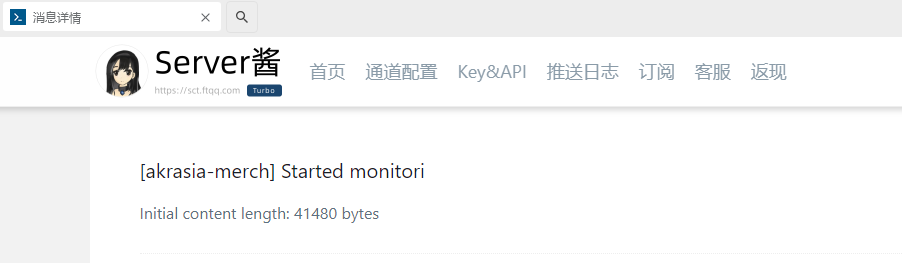 消息详情
Server酱
https://sct.ftqq.com Turbo
首页 通道配置 Key&API 推送日志 订阅 客服 返现
[akrasia-merch] Started monitori
Initial content length: 41480 bytes